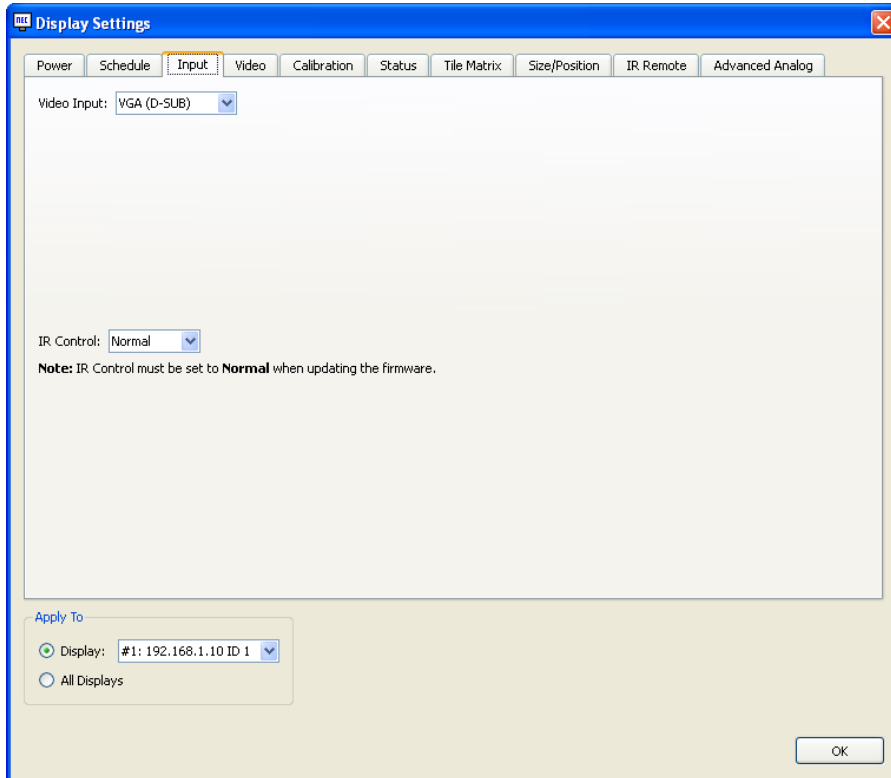 NEC Display Settings
Power Schedule Input Video Calibration Status Tile Matrix Size/Position IR Remote Advanced Analog
Video Input: VGA (D-SUB)
IR Control: Normal
Note: IR Control must be set to Normal when updating the firmware.
Apply To
Display: #1: 192.168.1.10 ID 1
All Displays
OK